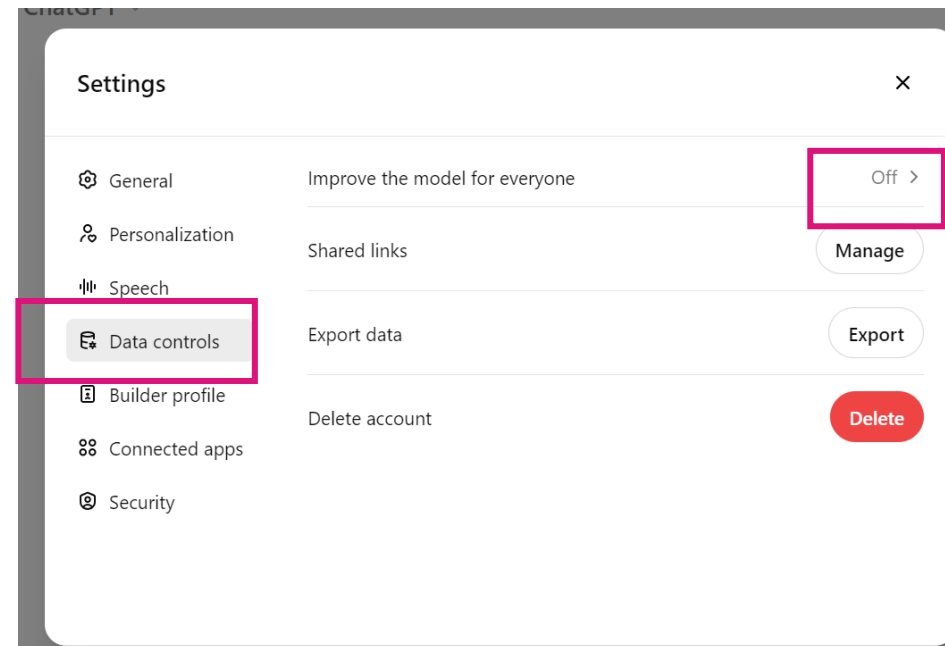 ChatGPT
Settings
General
Personalization
Speech
Data controls
Builder profile
Connected apps
Security
Improve the model for everyone Off
Shared links Manage
Export data Export
Delete account Delete